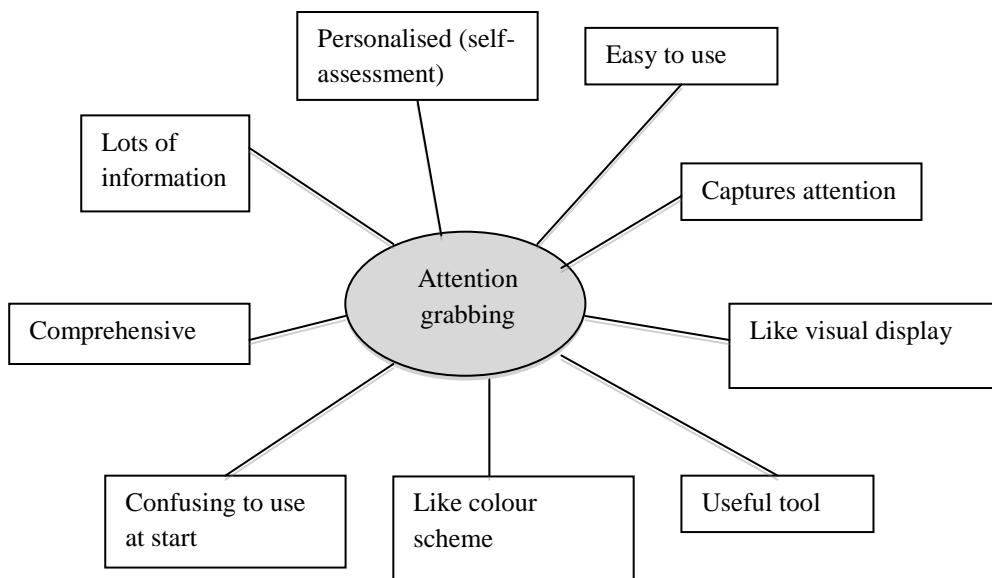 Personalised (self-
assessment)
Easy to use
Lots of
information
Captures attention
Attention
grabbing
Comprehensive
Like visual display
Confusing to use
at start
Like colour
scheme
Useful tool